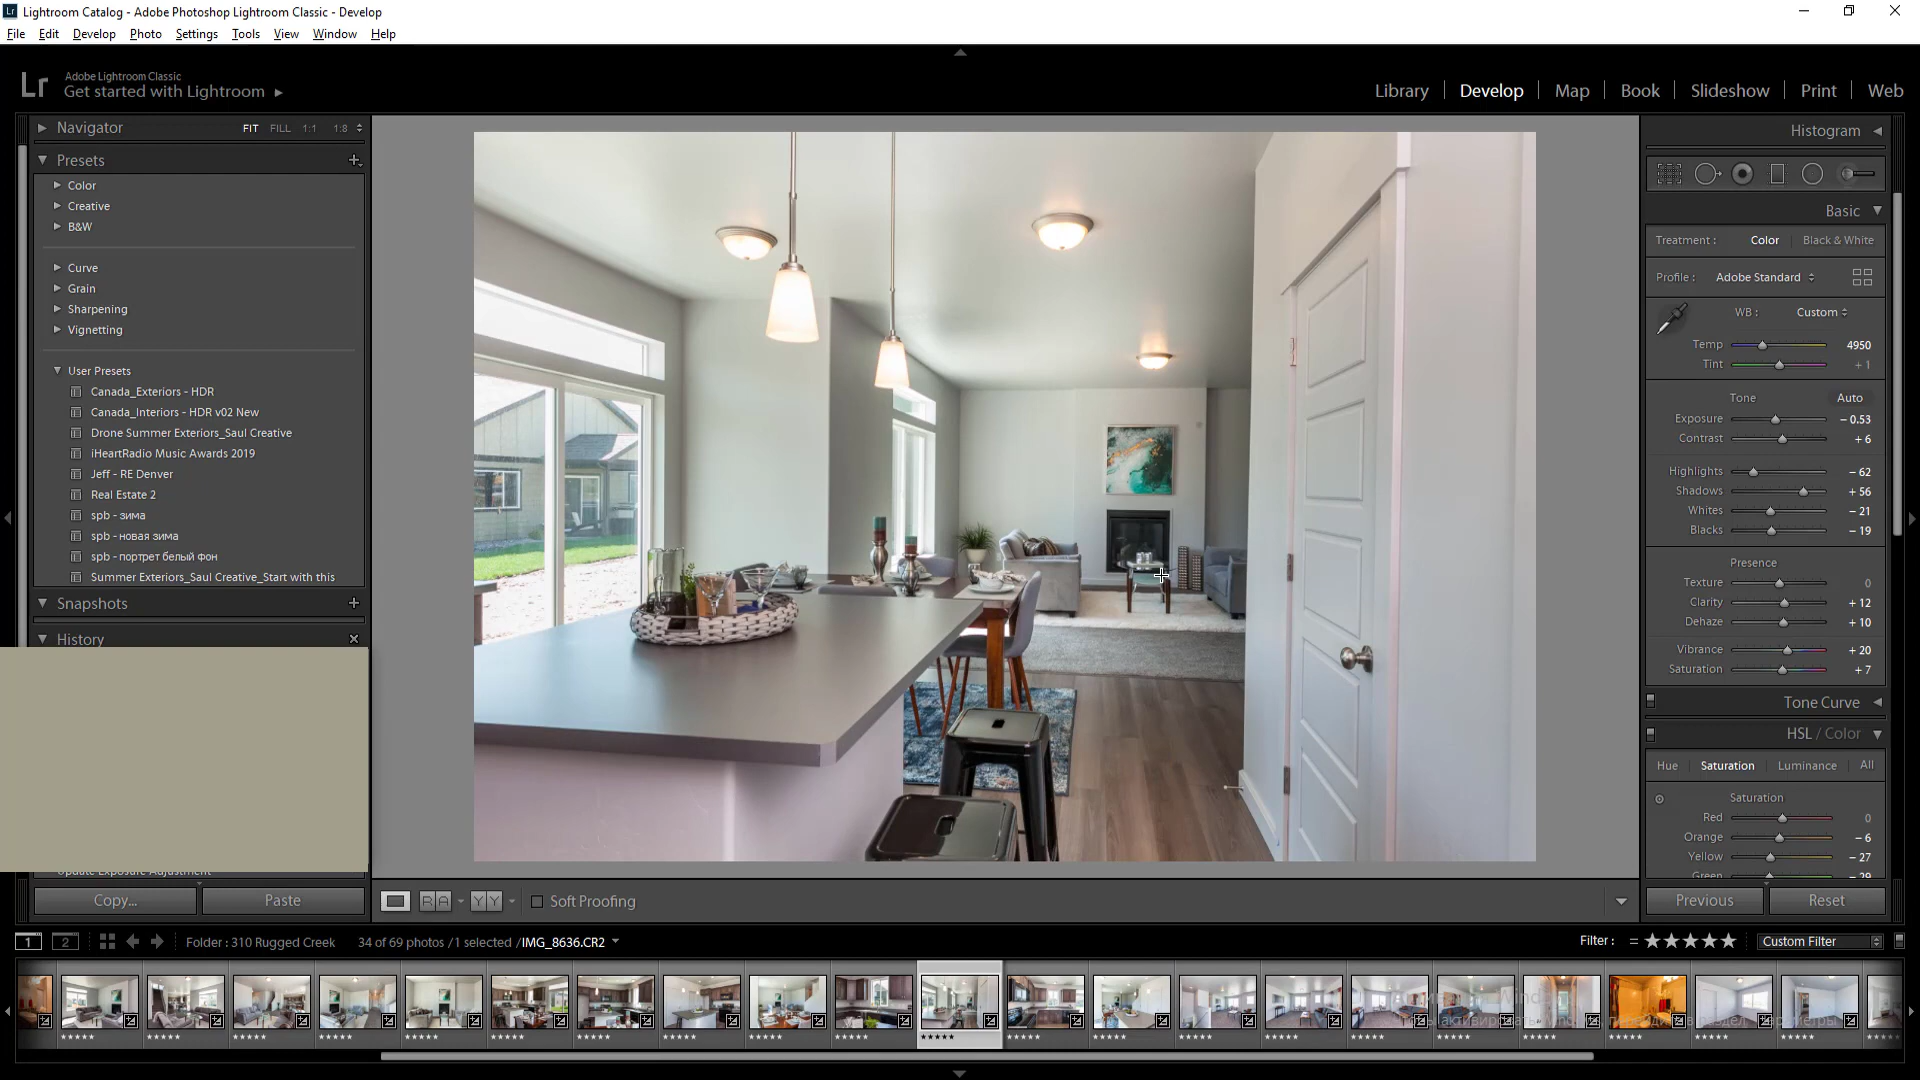 Lightroom Catalog - Adobe Photoshop Lightroom Classic - Develop
File Edit Develop Photo Settings Tools View Window Help
Lr
Adobe Lightroom Classic
Get started with Lightroom
Library Develop Map Book Slideshow Print Web
Navigator FIT FILL 1:1 1:8
Presets
Color
Creative
B&W
Curve
Grain
Sharpening
Vignetting
User Presets
Canada_Exteriors - HDR
Canada_Interiors - HDR v02 New
Drone Summer Exteriors_Saul Creative
iHeartRadio Music Awards 2019
Jeff - RE Denver
Real Estate 2
spb - зима
spb - новая зима
spb - портрет белый фон
Summer Exteriors_Saul Creative_Start with this
Snapshots
History
Update Exposure Adjustment
Copy... Paste
Histogram
Basic
Treatment : Color Black & White
Profile : Adobe Standard
WB : Custom
Temp 4950
Tint + 1
Tone Auto
Exposure – 0.53
Contrast + 6
Highlights – 62
Shadows + 56
Whites – 21
Blacks – 19
Presence
Texture 0
Clarity + 12
Dehaze + 10
Vibrance + 20
Saturation + 7
Tone Curve
HSL / Color
Hue Saturation Luminance All
Saturation
Red 0
Orange – 6
Yellow – 27
Green – 29
Previous Reset
RA YY Soft Proofing
1 2 Folder : 310 Rugged Creek 34 of 69 photos / 1 selected / IMG_8636.CR2
Filter : Custom Filter